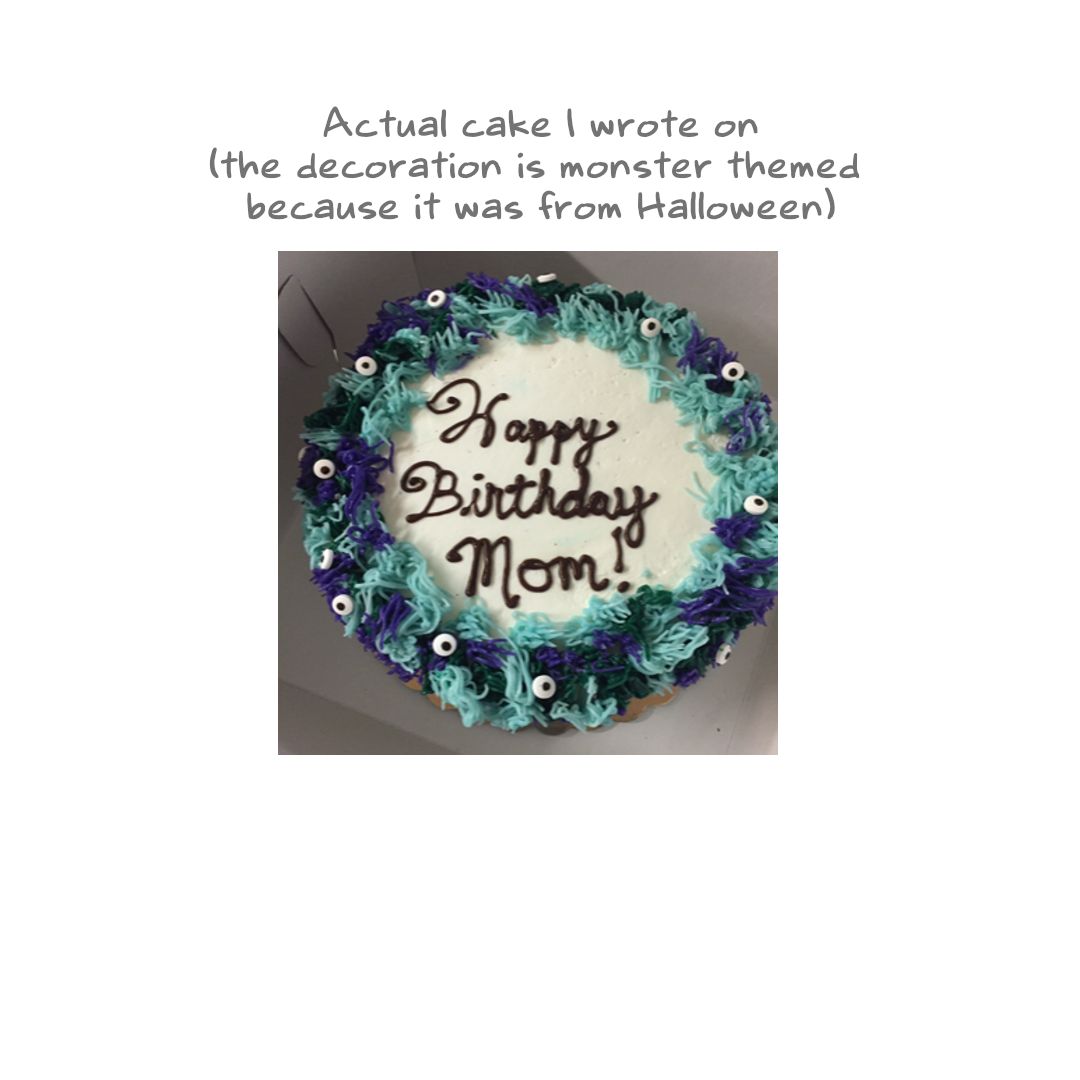 Actual cake I wrote on
(the decoration is monster themed
because it was from Halloween)
Happy
Birthday
Mom!